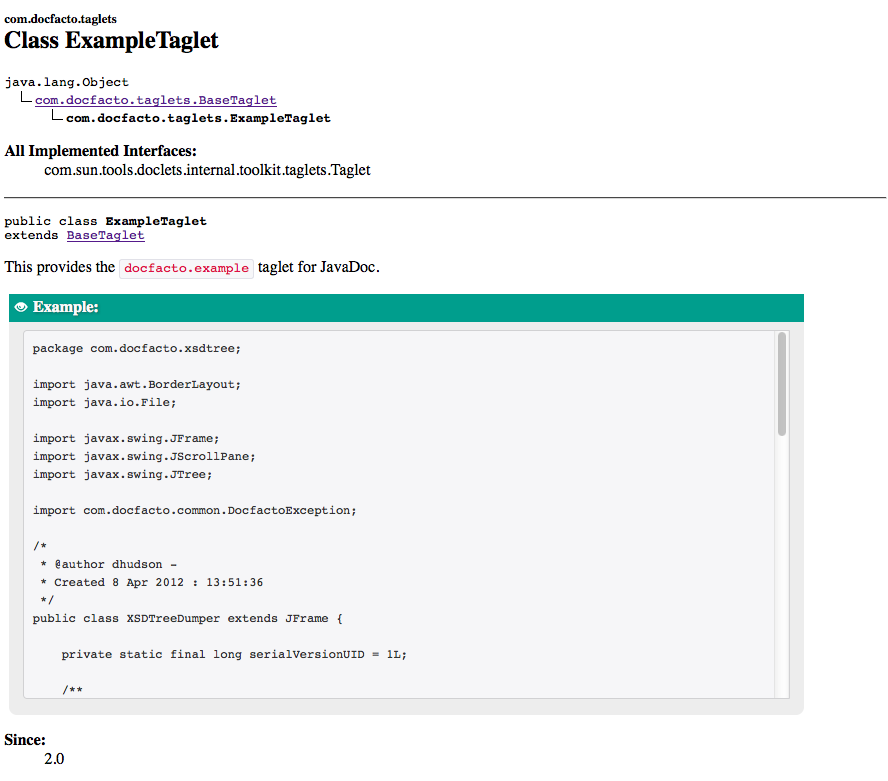 com.docfacto.taglets
Class ExampleTaglet
java.lang.Object
com.docfacto.taglets.BaseTaglet
com.docfacto.taglets.ExampleTaglet
All Implemented Interfaces:
com.sun.tools.doclets.internal.toolkit.taglets.Taglet
public class ExampleTaglet
extends BaseTaglet
This provides the docfacto.example taglet for JavaDoc.
Example:
package com.docfacto.xsdtree;
import java.awt.BorderLayout;
import java.io.File;
import javax.swing.JFrame;
import javax.swing.JScrollPane;
import javax.swing.JTree;
import com.docfacto.common.DocfactoException;
/*
 * @author dhudson -
 * Created 8 Apr 2012 : 13:51:36
 */
public class XSDTreeDumper extends JFrame {
    private static final long serialVersionUID = 1L;
    /**
Since:
2.0